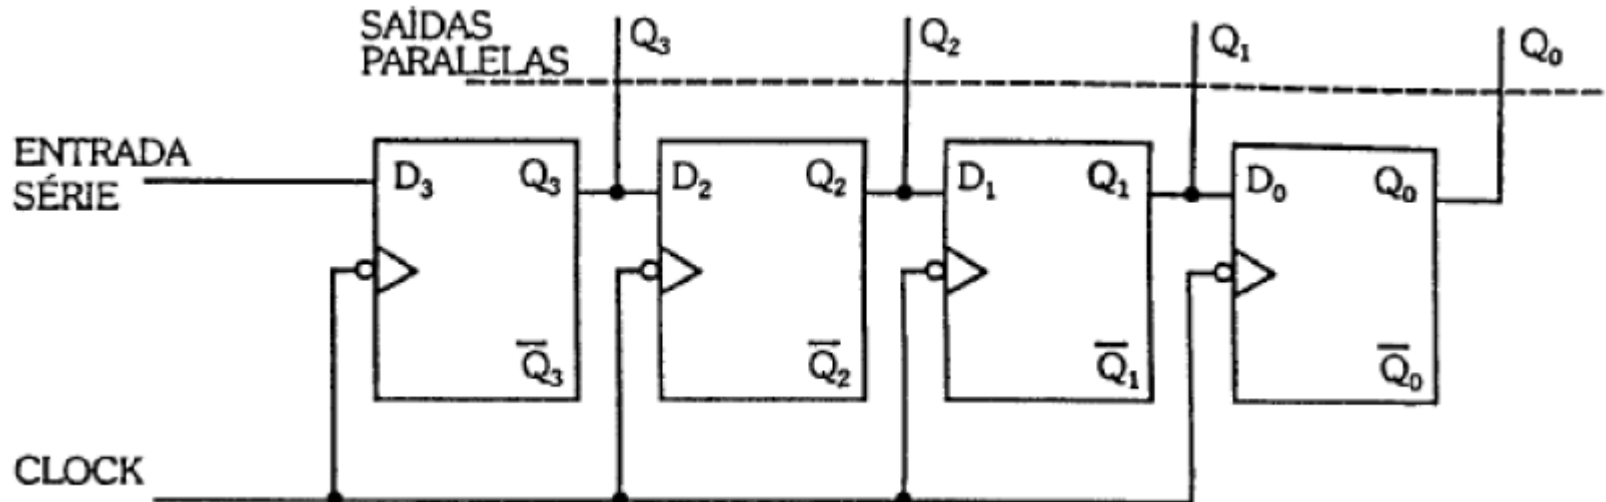 SAÍDAS
PARALELAS
Q₃
Q₂
Q₁
Q₀
ENTRADA
SÉRIE
D₃ Q₃
D₂ Q₂
D₁ Q₁
D₀ Q₀
Q̅₃
Q̅₂
Q̅₁
Q̅₀
CLOCK